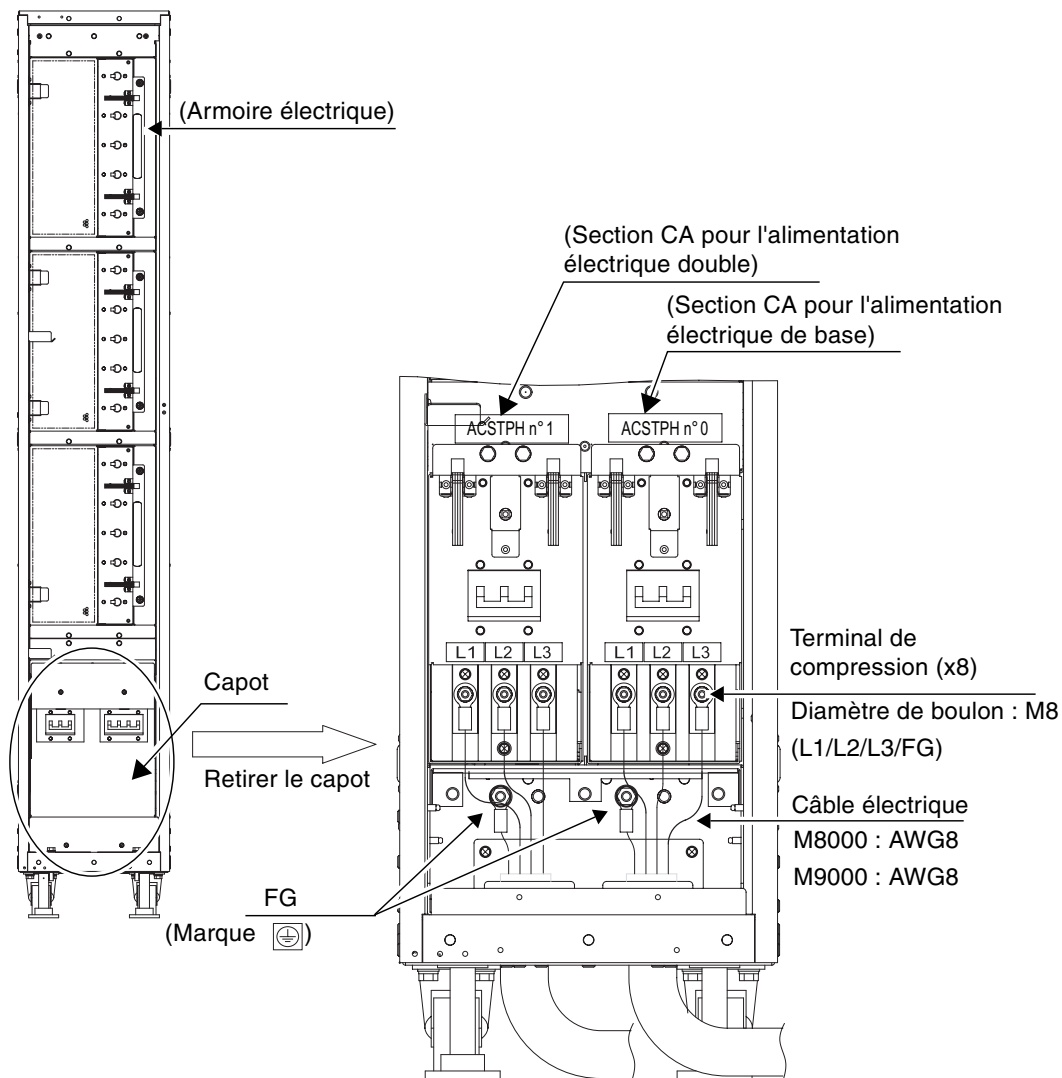 (Armoire électrique)
(Section CA pour l'alimentation
électrique double)
(Section CA pour l'alimentation
électrique de base)
ACSTPH n° 1
ACSTPH n° 0
L1 L2 L3
L1 L2 L3
Terminal de
compression (x8)
Diamètre de boulon : M8
(L1/L2/L3/FG)
Capot
Retirer le capot
Câble électrique
M8000 : AWG8
M9000 : AWG8
FG
(Marque )